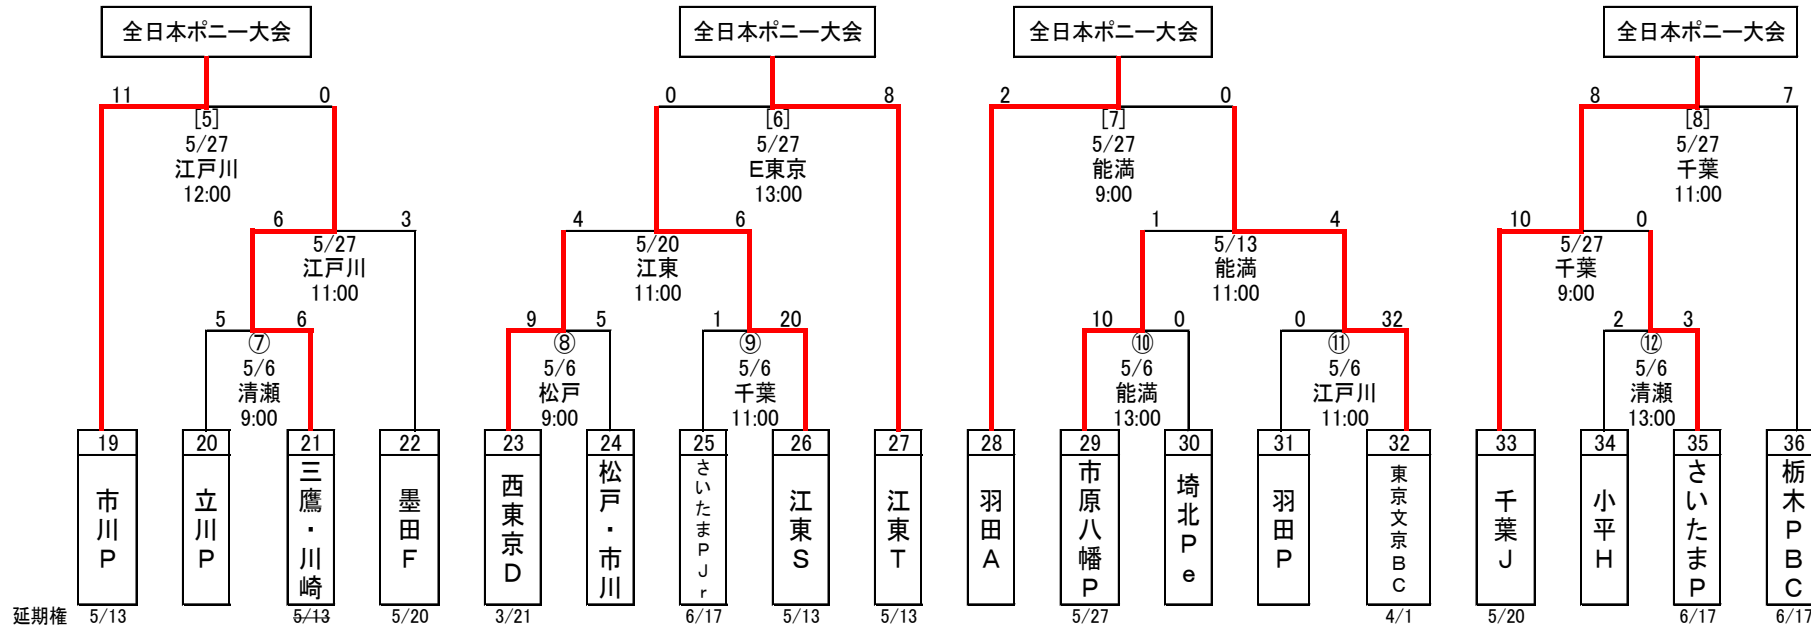 全日本ポニー大会 全日本ポニー大会 全日本ポニー大会 全日本ポニー大会
11 0 0 8 2 0 8 7
[5] [6] [7] [8]
5/27 5/27 5/27 5/27
江戸川 E東京 能満 千葉
12:00 13:00 9:00 11:00
6 3 4 6 1 4 10 0
5/27 5/20 5/13 5/27
江戸川 江東 能満 千葉
11:00 11:00 11:00 9:00
5 6 9 5 1 20 10 0 0 32 2 3
⑦ ⑧ ⑨ ⑩ ⑪ ⑫
5/6 5/6 5/6 5/6 5/6 5/6
清瀬 松戸 千葉 能満 江戸川 清瀬
9:00 9:00 11:00 13:00 11:00 13:00
19 20 21 22 23 24 25 26 27 28 29 30 31 32 33 34 35 36
市川P
立川P
三鷹・川崎
墨田F
西東京D
松戸・市川
さいたまPJr
江東S
江東T
羽田A
市原八幡P
埼北Pe
羽田P
東京文京BC
千葉J
小平H
さいたまP
栃木PBC
延期権 5/13 5/13 5/20 3/21 6/17 5/13 5/13 5/27 4/1 5/20 6/17 6/17